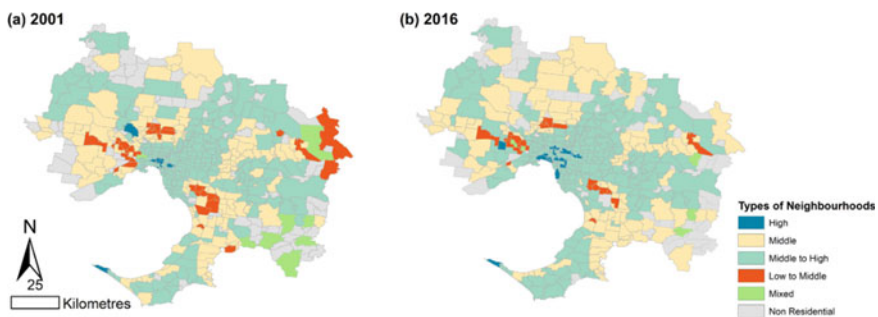 (a) 2001
(b) 2016
N
25
Kilometres
Types of Neighbourhoods
High
Middle
Middle to High
Low to Middle
Mixed
Non Residential